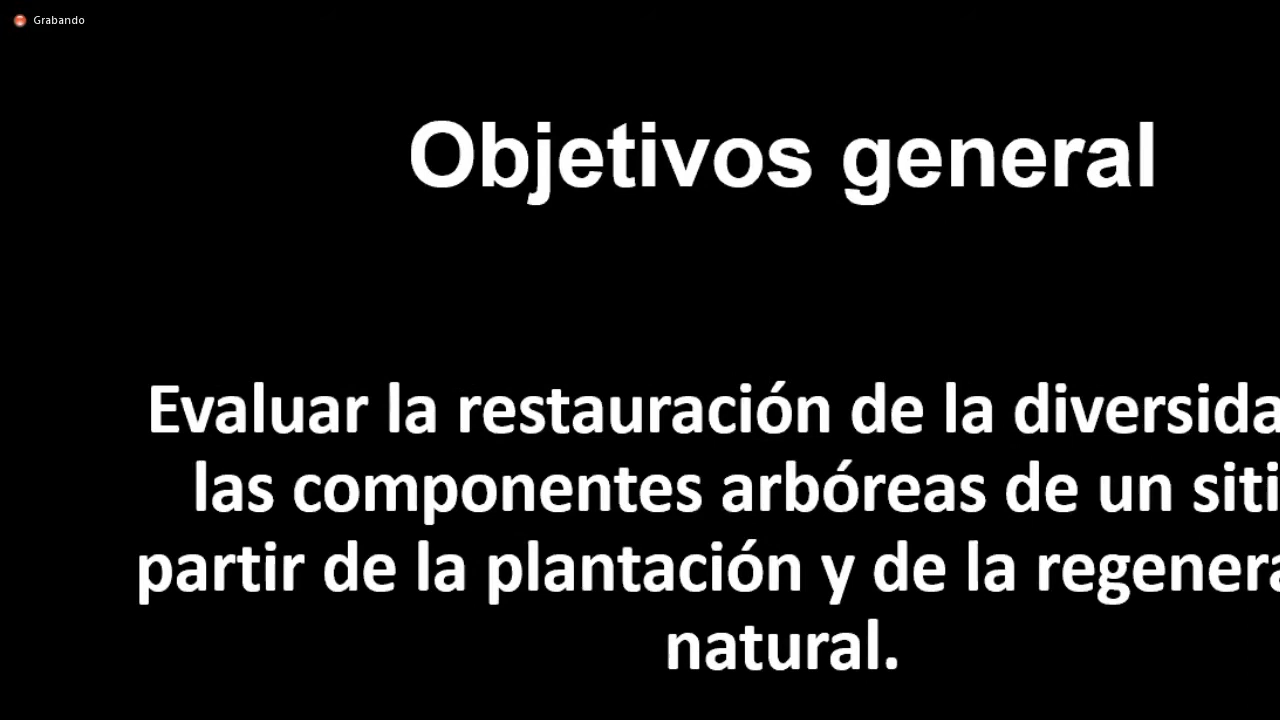 Grabando
Objetivos general
Evaluar la restauración de la diversida
las componentes arbóreas de un siti
partir de la plantación y de la regenera
natural.